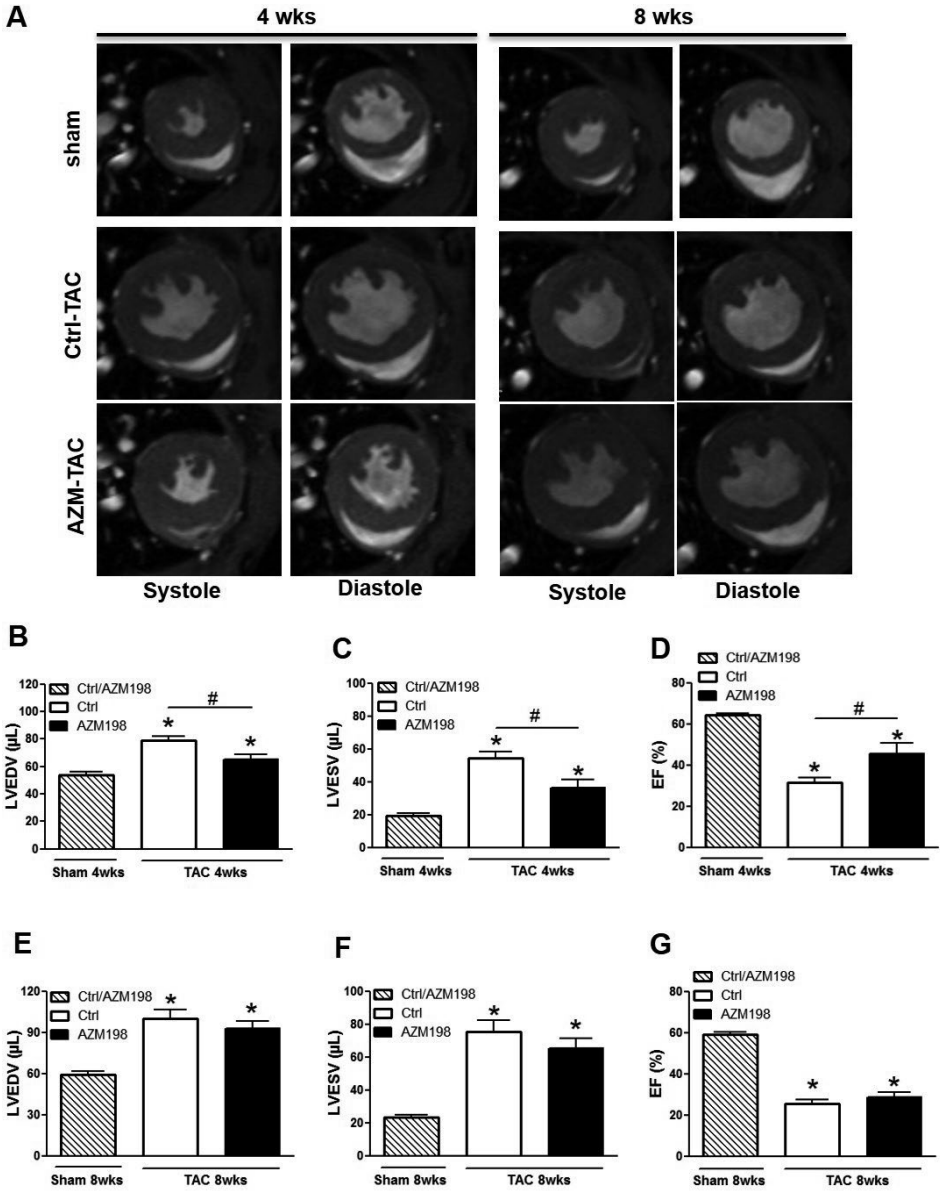 A
4 wks
8 wks
sham
Ctrl-TAC
AZM-TAC
Systole
Diastole
Systole
Diastole
B
LVEDV (µL)
120
100
80
60
40
20
0
Ctrl/AZM198
Ctrl
AZM198
*
#
*
Sham 4wks
TAC 4wks
C
LVESV (µL)
100
80
60
40
20
0
Ctrl/AZM198
Ctrl
AZM198
*
#
*
Sham 4wks
TAC 4wks
D
EF (%)
80
60
40
20
0
Ctrl/AZM198
Ctrl
AZM198
*
#
*
Sham 4wks
TAC 4wks
E
LVEDV (µL)
120
90
60
30
0
Ctrl/AZM198
Ctrl
AZM198
*
*
Sham 8wks
TAC 8wks
F
LVESV (µL)
100
80
60
40
20
0
Ctrl/AZM198
Ctrl
AZM198
*
*
Sham 8wks
TAC 8wks
G
EF (%)
80
60
40
20
0
Ctrl/AZM198
Ctrl
AZM198
*
*
Sham 8wks
TAC 8wks